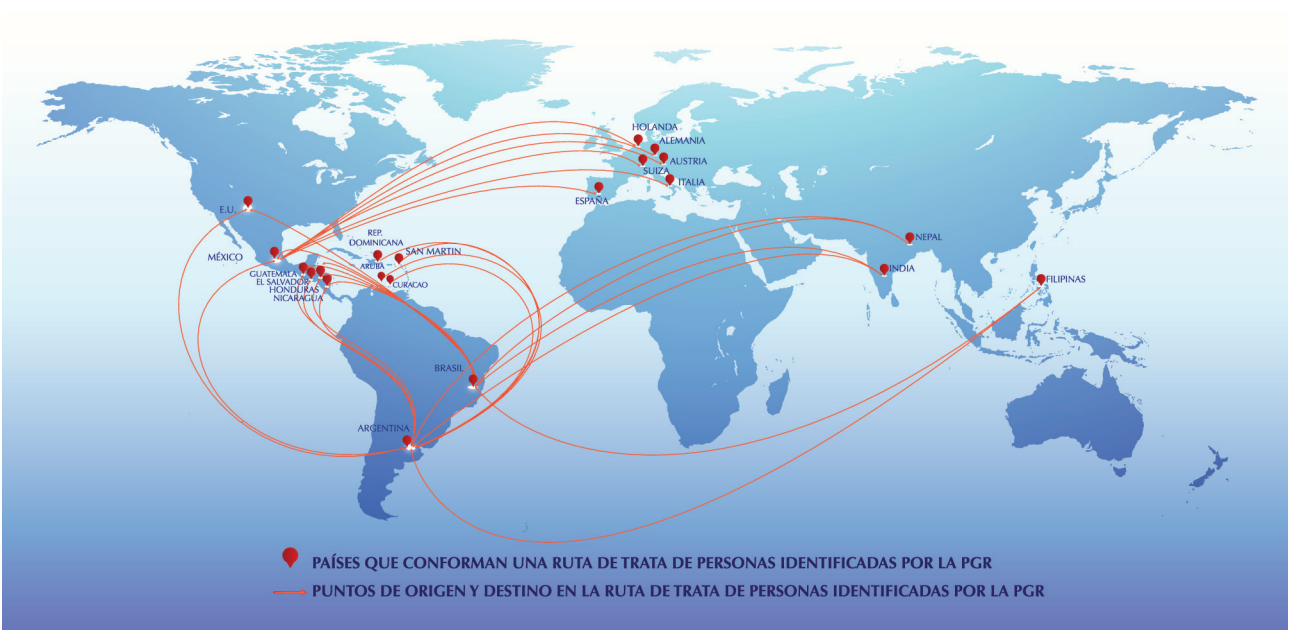 HOLANDA
ALEMANIA
AUSTRIA
SUIZA
ITALIA
ESPAÑA
E.U.
REP.
DOMINICANA
SAN MARTIN
MÉXICO
ARUBA
CURACAO
GUATEMALA
EL SALVADOR
HONDURAS
NICARAGUA
NEPAL
INDIA
FILIPINAS
BRASIL
ARGENTINA
PAÍSES QUE CONFORMAN UNA RUTA DE TRATA DE PERSONAS IDENTIFICADAS POR LA PGR
PUNTOS DE ORIGEN Y DESTINO EN LA RUTA DE TRATA DE PERSONAS IDENTIFICADAS POR LA PGR